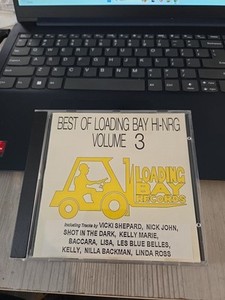 BEST OF LOADING BAY HI-NRG
VOLUME 3
LOADING
BAY
RECORDS
Including Tracks by VICKI SHEPARD, NICK JOHN,
SHOT IN THE DARK, KELLY MARIE,
BACCARA, LISA, LES BLUE BELLES,
KELLY, NILLA BACKMAN, LINDA ROSS